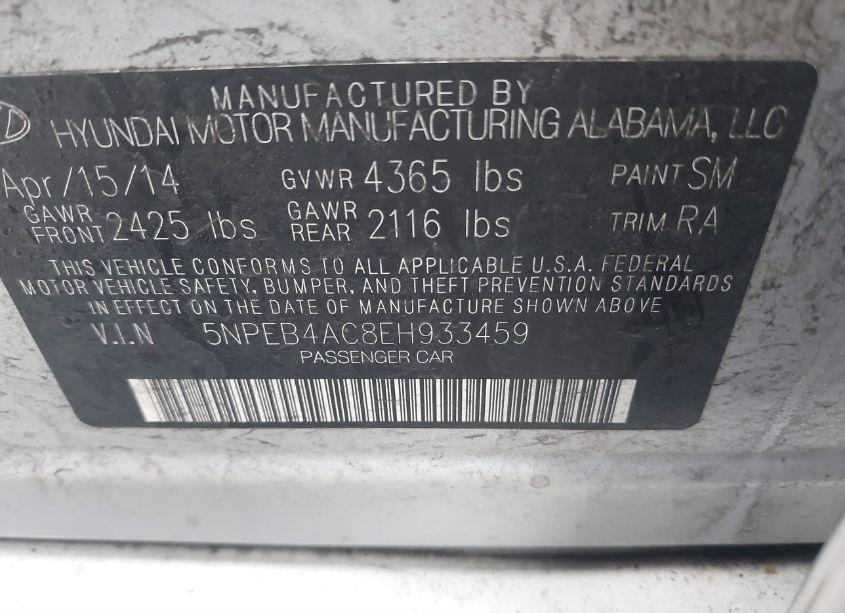 MANUFACTURED BY
HYUNDAI MOTOR MANUFACTURING ALABAMA, LLC
Apr/15/14 GVWR 4365 lbs PAINT SM
GAWR FRONT 2425 lbs GAWR REAR 2116 lbs TRIM RA
THIS VEHICLE CONFORMS TO ALL APPLICABLE U.S.A. FEDERAL
MOTOR VEHICLE SAFETY, BUMPER, AND THEFT PREVENTION STANDARDS
IN EFFECT ON THE DATE OF MANUFACTURE SHOWN ABOVE
V.I.N 5NPEB4AC8EH933459
PASSENGER CAR